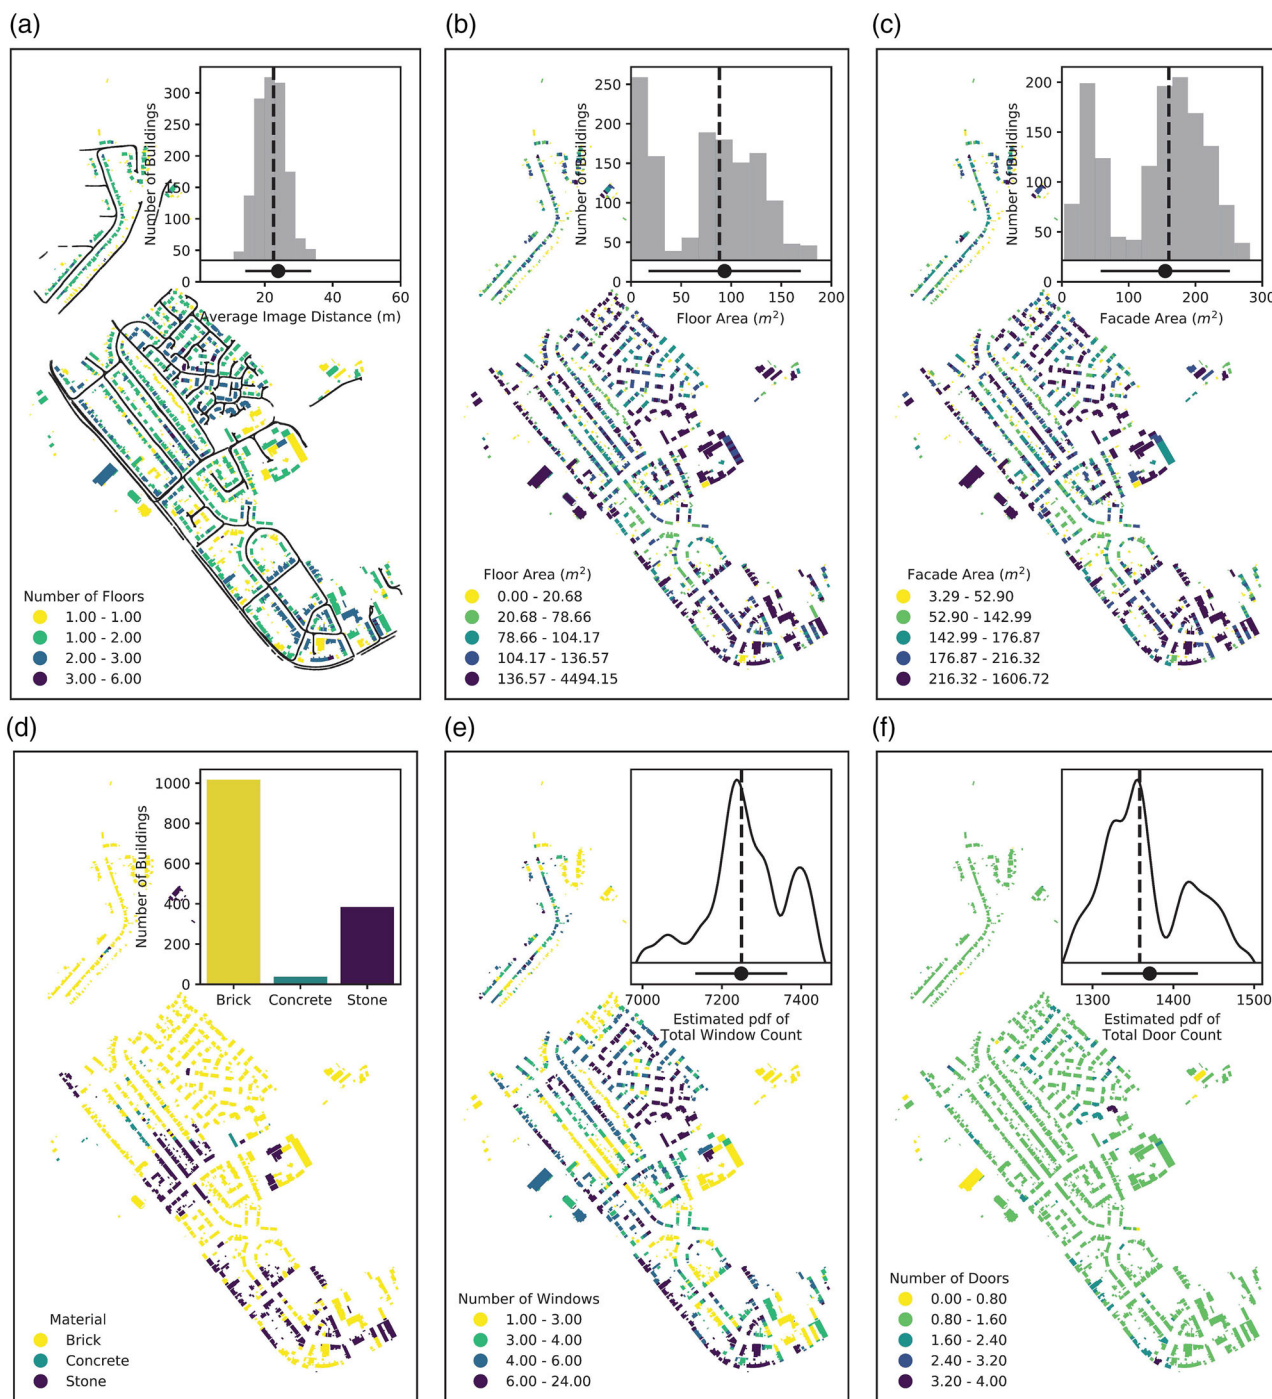 (a)
(b)
(c)
Number of Buildings
300
250
200
150
100
50
0
20
40
60
Average Image Distance (m)
Number of Floors
1.00 - 1.00
1.00 - 2.00
2.00 - 3.00
3.00 - 6.00
Number of Buildings
250
200
150
100
50
0
0
50
100
150
200
Floor Area (m²)
Floor Area (m²)
0.00 - 20.68
20.68 - 78.66
78.66 - 104.17
104.17 - 136.57
136.57 - 4494.15
Number of Buildings
200
150
100
50
0
0
100
200
300
Facade Area (m²)
Facade Area (m²)
3.29 - 52.90
52.90 - 142.99
142.99 - 176.87
176.87 - 216.32
216.32 - 1606.72
(d)
(e)
(f)
Number of Buildings
1000
800
600
400
200
0
Brick
Concrete
Stone
Material
Brick
Concrete
Stone
7000
7200
7400
Estimated pdf of
Total Window Count
Number of Windows
1.00 - 3.00
3.00 - 4.00
4.00 - 6.00
6.00 - 24.00
1300
1400
1500
Estimated pdf of
Total Door Count
Number of Doors
0.00 - 0.80
0.80 - 1.60
1.60 - 2.40
2.40 - 3.20
3.20 - 4.00